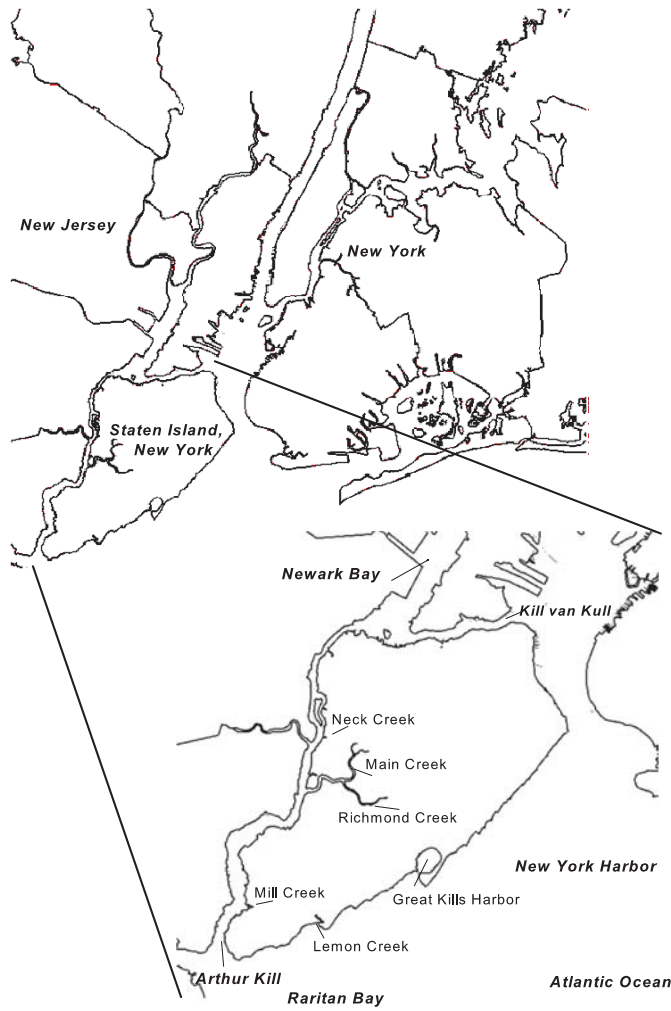 New Jersey
New York
Staten Island,
New York
Newark Bay
Kill van Kull
Neck Creek
Main Creek
Richmond Creek
New York Harbor
Mill Creek
Great Kills Harbor
Lemon Creek
Arthur Kill
Atlantic Ocean
Raritan Bay